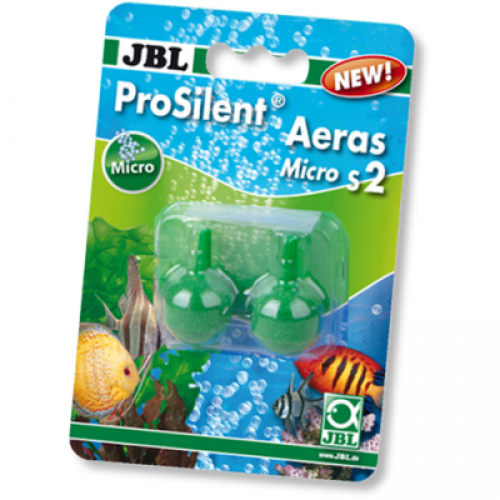 JBL
NEW!
ProSilent®
Aeras
Micro
Micro S2
JBL
www.JBL.de